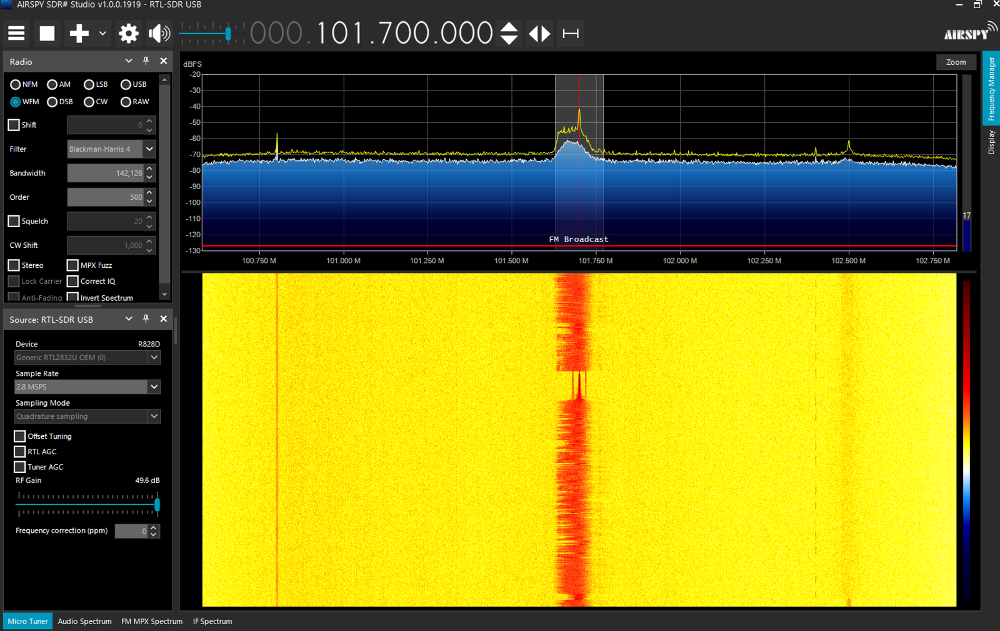 AIRSPY SDR# Studio v1.0.0.1919 - RTL-SDR USB
000.101.700.000
AIRSPY
Radio
NFM AM LSB USB
WFM DSB CW RAW
Shift 0
Filter Blackman-Harris 4
Bandwidth 142,128
Order 500
Squelch 20
CW Shift 1,000
Stereo MPX Fuzz
Lock Carrier Correct IQ
Anti-Fading Invert Spectrum
Source: RTL-SDR USB
Device R828D
Generic RTL2832U OEM (0)
Sample Rate
2.8 MSPS
Sampling Mode
Quadrature sampling
Offset Tuning
RTL AGC
Tuner AGC
RF Gain 49.6 dB
Frequency correction (ppm) 0
dBFS
Zoom
-20
-30
-40
-50
-60
-70
-80
-90
-100
-110
-120
-130
17
FM Broadcast
100.750 M 101.000 M 101.250 M 101.500 M 101.750 M 102.000 M 102.250 M 102.500 M 102.750 M
Frequency Manager
Display
Micro Tuner Audio Spectrum FM MPX Spectrum IF Spectrum